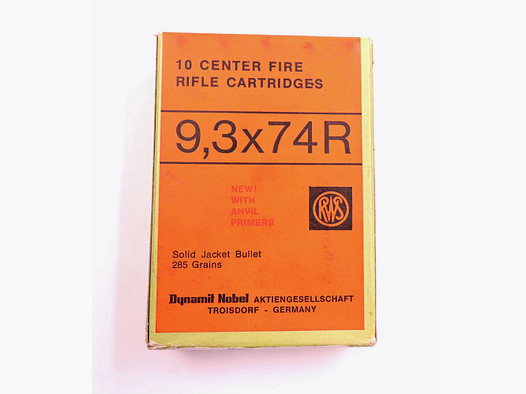 10 CENTER FIRE
RIFLE CARTRIDGES
9,3x74R
NEW!
WITH
ANVIL
PRIMERS
RWS
Solid Jacket Bullet
285 Grains
Dynamit Nobel AKTIENGESELLSCHAFT
TROISDORF - GERMANY